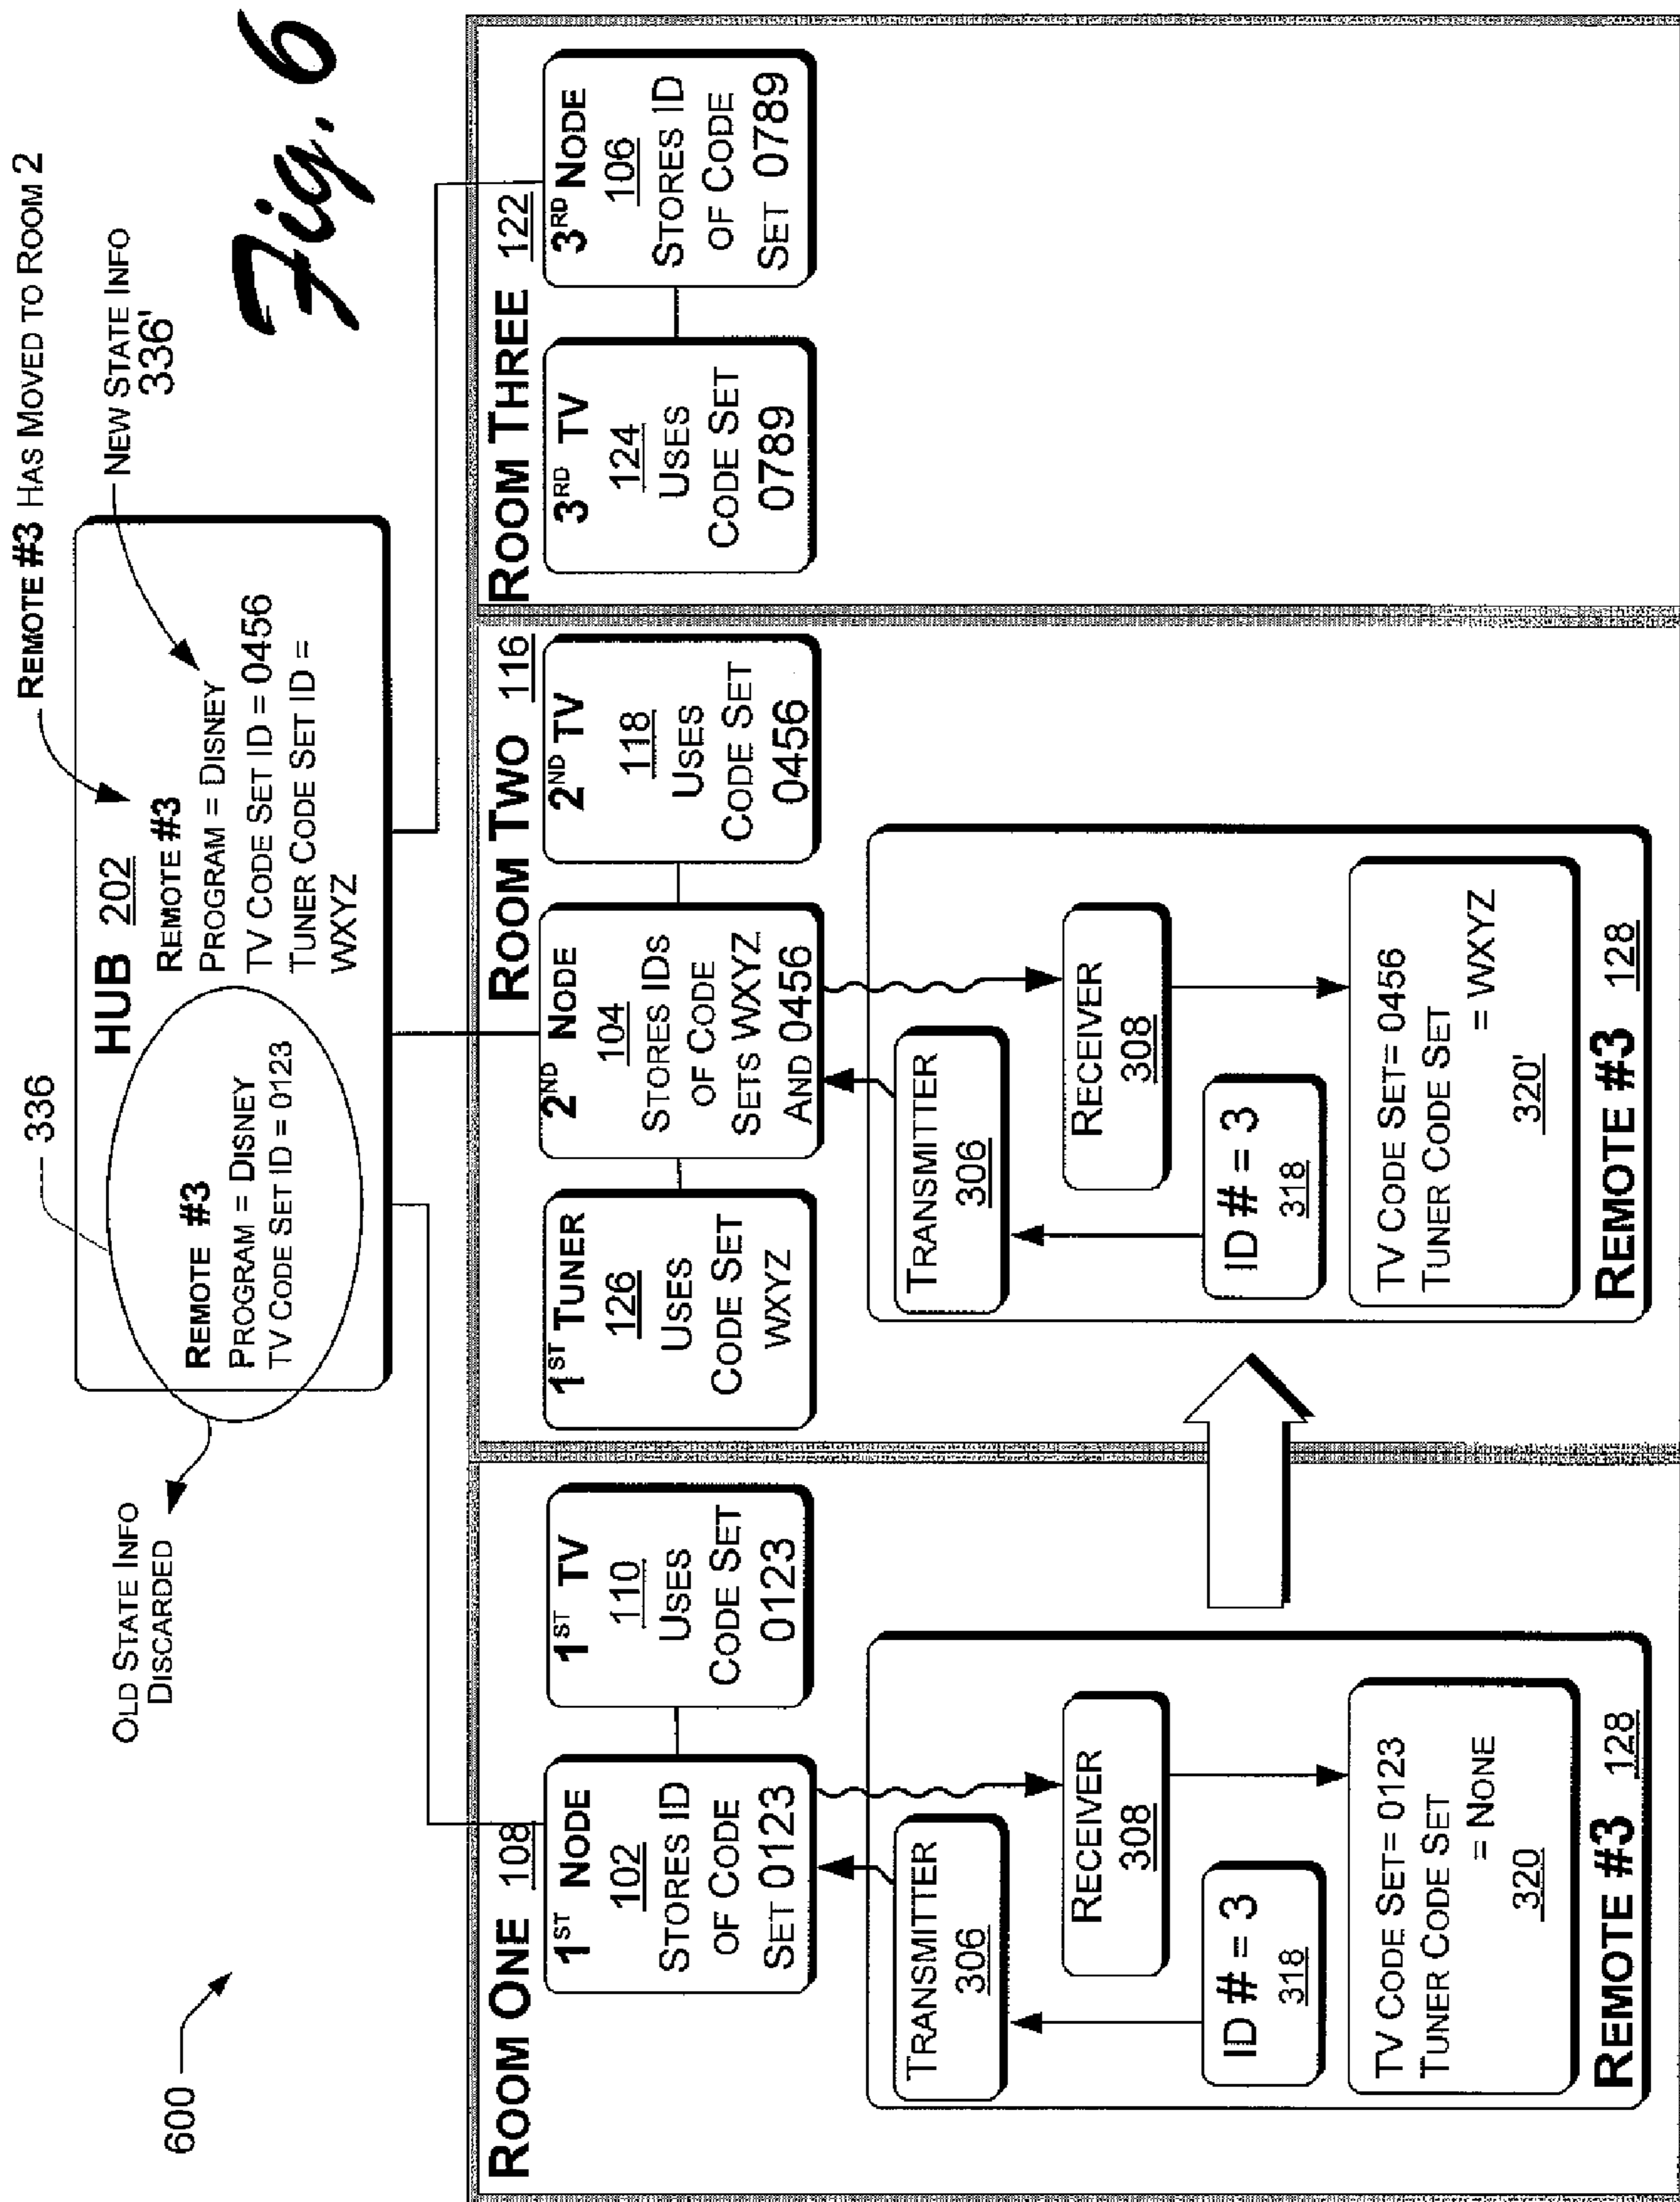 600
Fig. 6
OLD STATE INFO
DISCARDED
336
REMOTE #3 HAS MOVED TO ROOM 2
NEW STATE INFO
336'
HUB 202
REMOTE #3
PROGRAM = DISNEY
TV CODE SET ID = 0123
REMOTE #3
PROGRAM = DISNEY
TV CODE SET ID = 0456
TUNER CODE SET ID =
WXYZ
ROOM ONE 108
1ST NODE
102
STORES ID
OF CODE
SET 0123
1ST TV
110
USES
CODE SET
0123
TRANSMITTER
306
RECEIVER
308
ID # = 3
318
TV CODE SET= 0123
TUNER CODE SET
= NONE
320
REMOTE #3 128
ROOM TWO 116
1ST TUNER
126
USES
CODE SET
WXYZ
2ND NODE
104
STORES IDS
OF CODE
SETS WXYZ
AND 0456
2ND TV
118
USES
CODE SET
0456
TRANSMITTER
306
RECEIVER
308
ID # = 3
318
TV CODE SET= 0456
TUNER CODE SET
= WXYZ
320'
REMOTE #3 128
ROOM THREE 122
3RD TV
124
USES
CODE SET
0789
3RD NODE
106
STORES ID
OF CODE
SET 0789